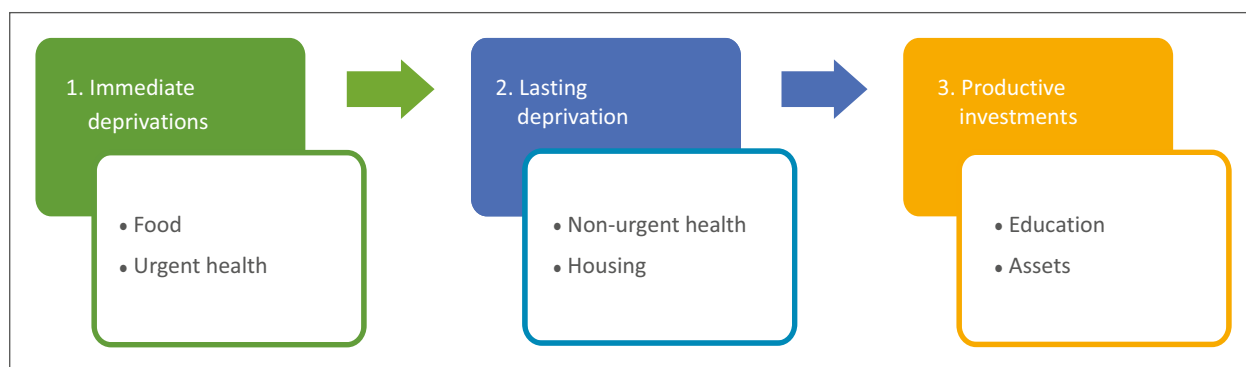 1. Immediate
deprivations
• Food
• Urgent health
2. Lasting
deprivation
• Non-urgent health
• Housing
3. Productive
investments
• Education
• Assets